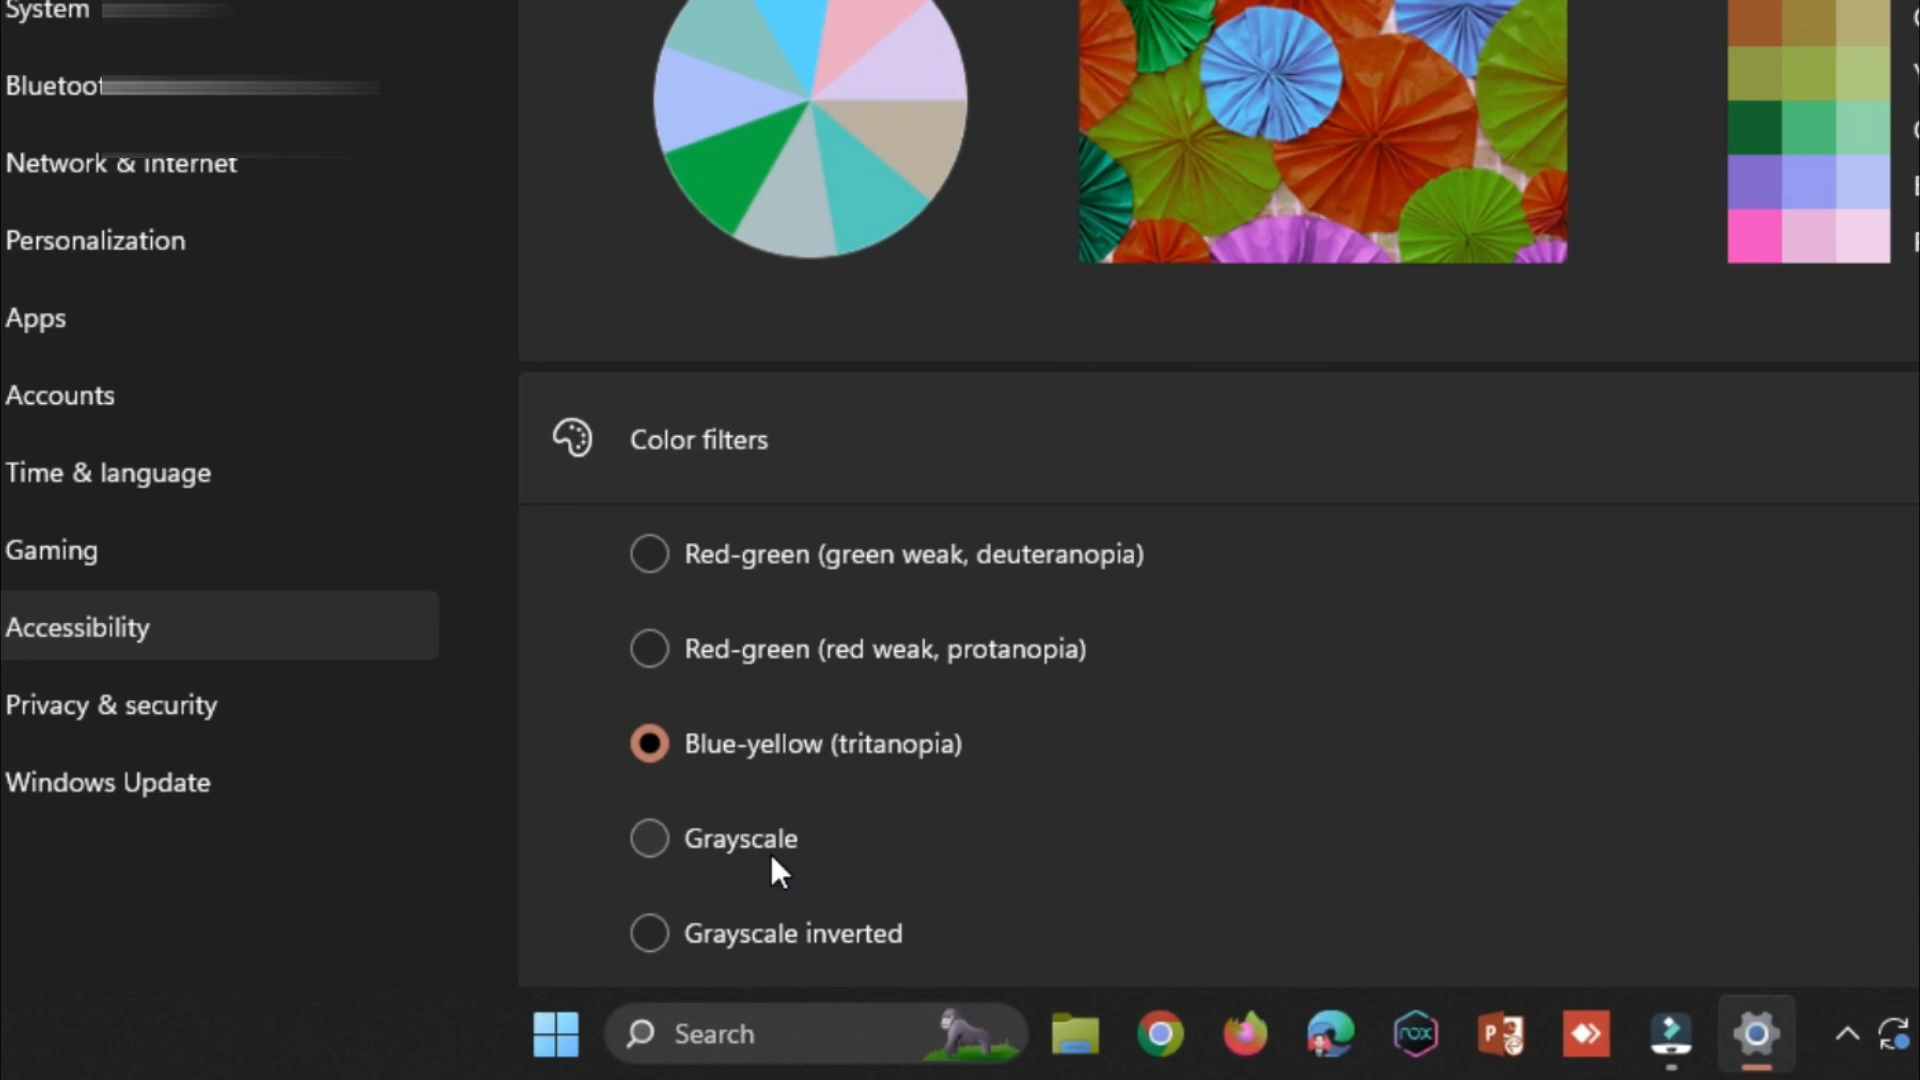 System
Bluetoot
Network & internet
Personalization
Apps
Accounts
Time & language
Gaming
Accessibility
Privacy & security
Windows Update
Color filters
Red-green (green weak, deuteranopia)
Red-green (red weak, protanopia)
Blue-yellow (tritanopia)
Grayscale
Grayscale inverted
Search
nox
P